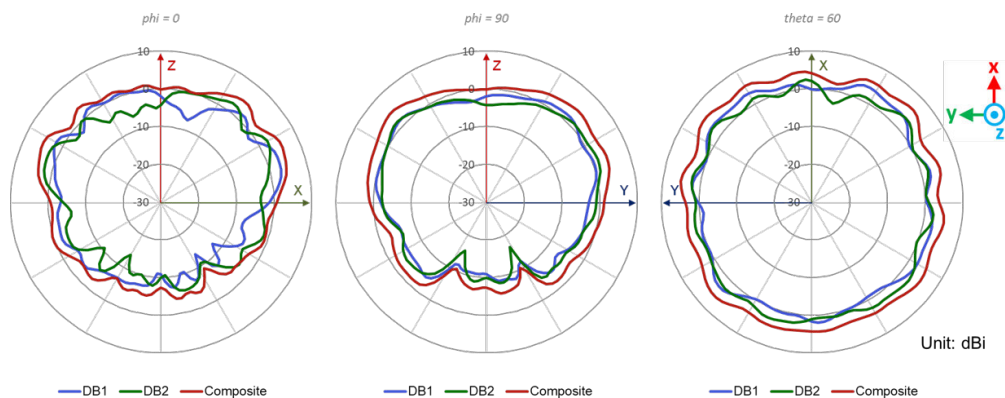 phi = 0
10
Z
0
-10
-20
-30
X
DB1 DB2 Composite
phi = 90
10
Z
0
-10
-20
-30
Y
DB1 DB2 Composite
theta = 60
10
X
0
-10
-20
-30
Y
DB1 DB2 Composite
x
y
z
Unit: dBi